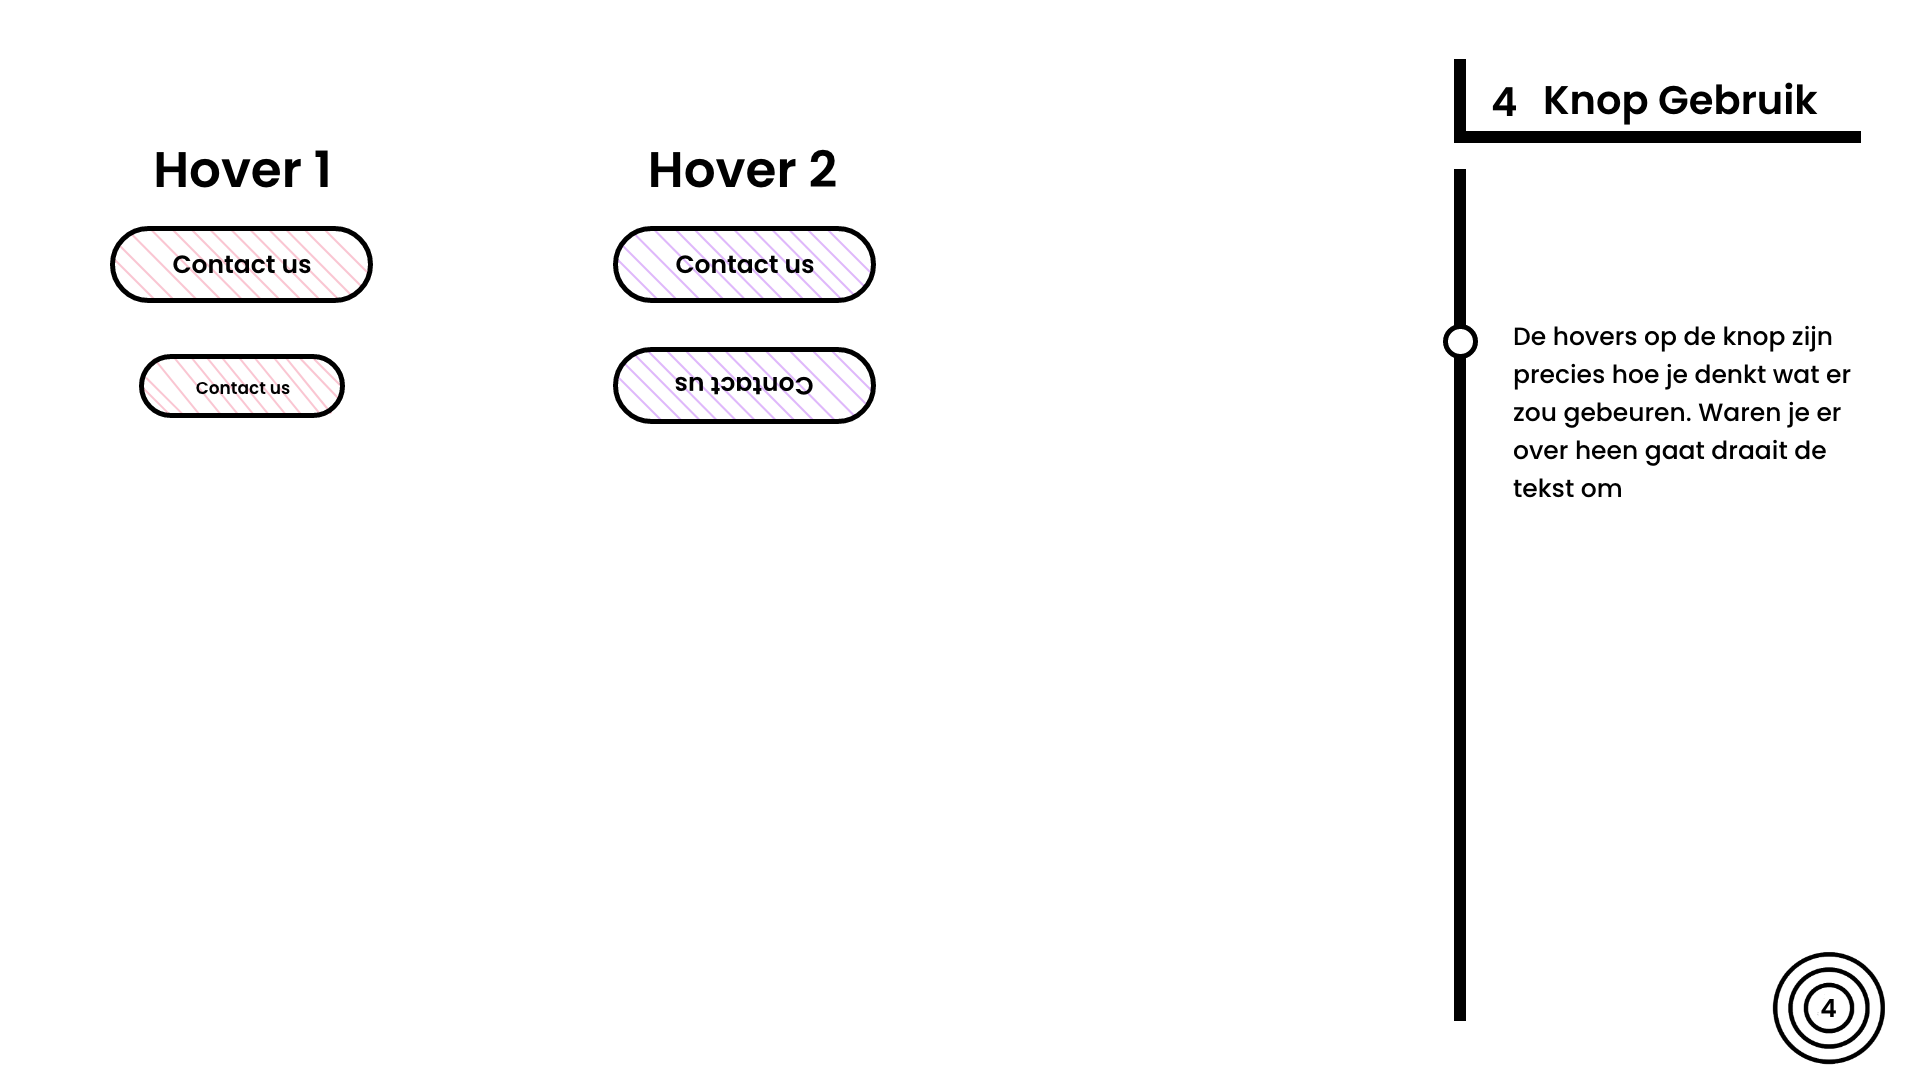 4 Knop Gebruik
Hover 1
Contact us
Contact us
Hover 2
Contact us
Contact us
De hovers op de knop zijn
precies hoe je denkt wat er
zou gebeuren. Waren je er
over heen gaat draait de
tekst om
4